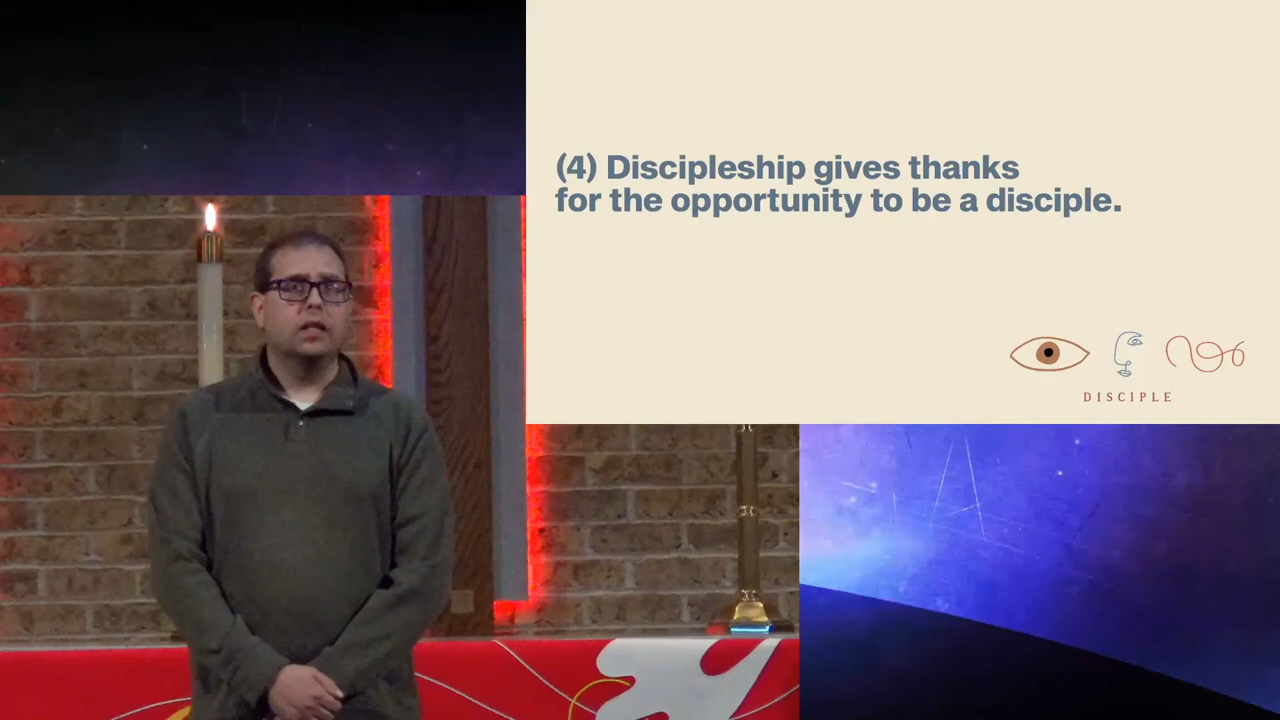 (4) Discipleship gives thanks
for the opportunity to be a disciple.
DISCIPLE